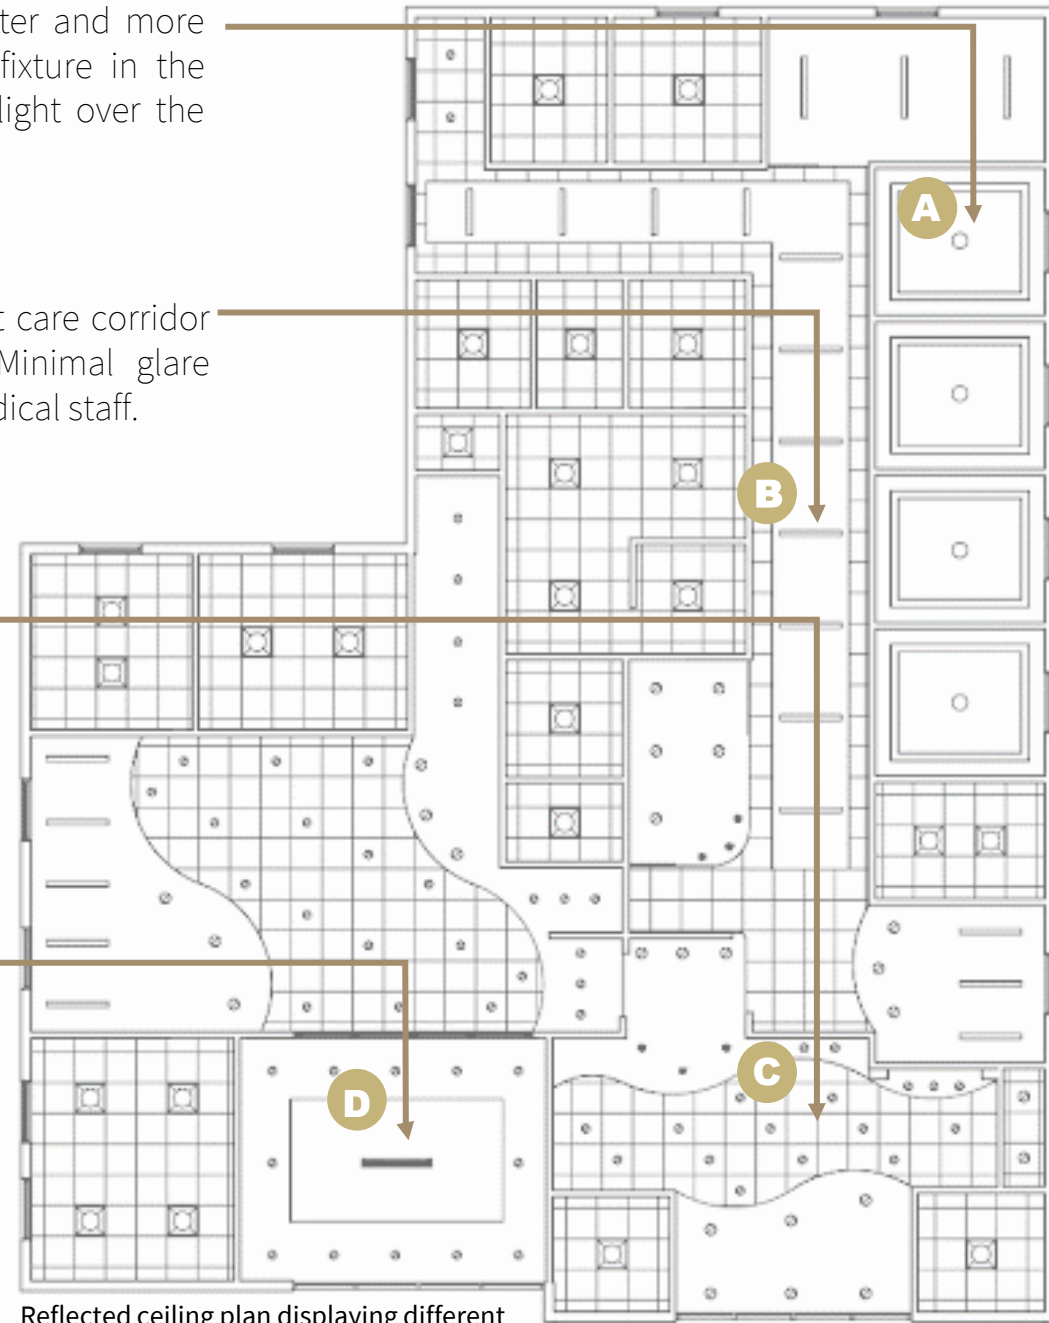 ter and more
fixture in the
light over the
A
t care corridor
Minimal glare
dical staff.
B
C
D
Reflected ceiling plan displaying different